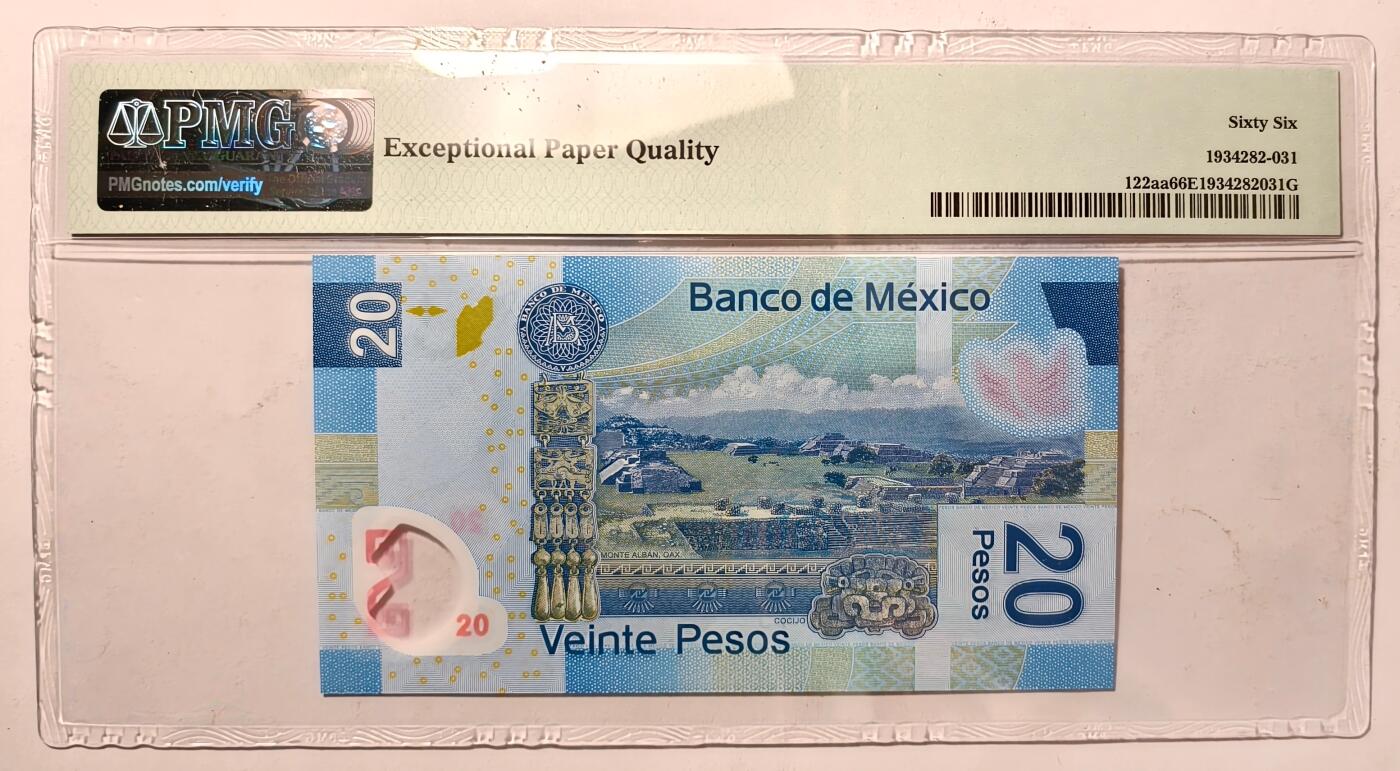 PMG
PMGnotes.com/verify
Exceptional Paper Quality
Sixty Six
1934282-031
122aa66E1934282031G
20
BANCO DE MÉXICO
Banco de México
20
MONTE ALBÁN, OAX.
20
Pesos
20
COCIJO
Veinte Pesos